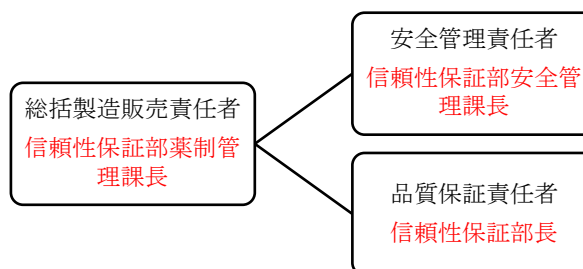 総括製造販売責任者
信頼性保証部薬制管
理課長
安全管理責任者
信頼性保証部安全管
理課長
品質保証責任者
信頼性保証部長